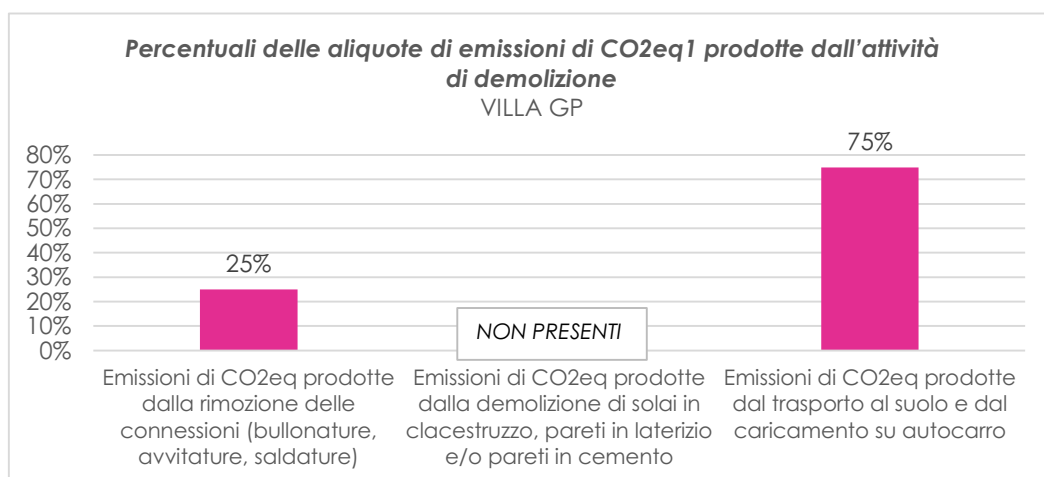 Percentuali delle aliquote di emissioni di CO2eq1 prodotte dall'attività
di demolizione
VILLA GP
80%
70%
60%
50%
40%
30%
20%
10%
0%
25%
NON PRESENTI
75%
Emissioni di CO2eq prodotte
dalla rimozione delle
connessioni (bullonature,
avvitature, saldature)
Emissioni di CO2eq prodotte
dalla demolizione di solai in
clacestruzzo, pareti in laterizio
e/o pareti in cemento
Emissioni di CO2eq prodotte
dal trasporto al suolo e dal
caricamento su autocarro